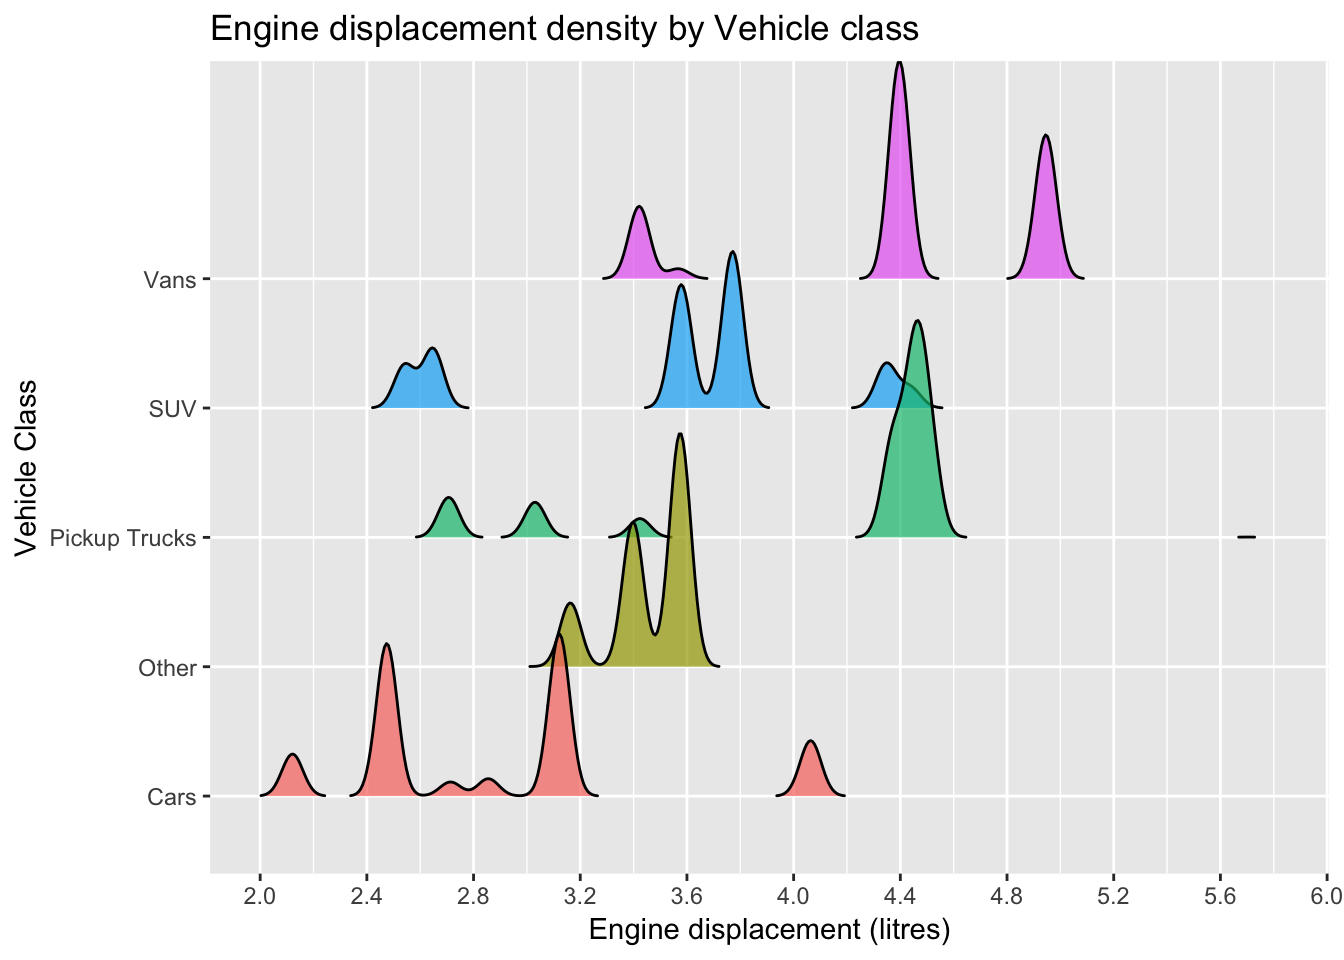 Engine displacement density by Vehicle class
Vehicle Class
Vans
SUV
Pickup Trucks
Other
Cars
2.0 2.4 2.8 3.2 3.6 4.0 4.4 4.8 5.2 5.6 6.0
Engine displacement (litres)